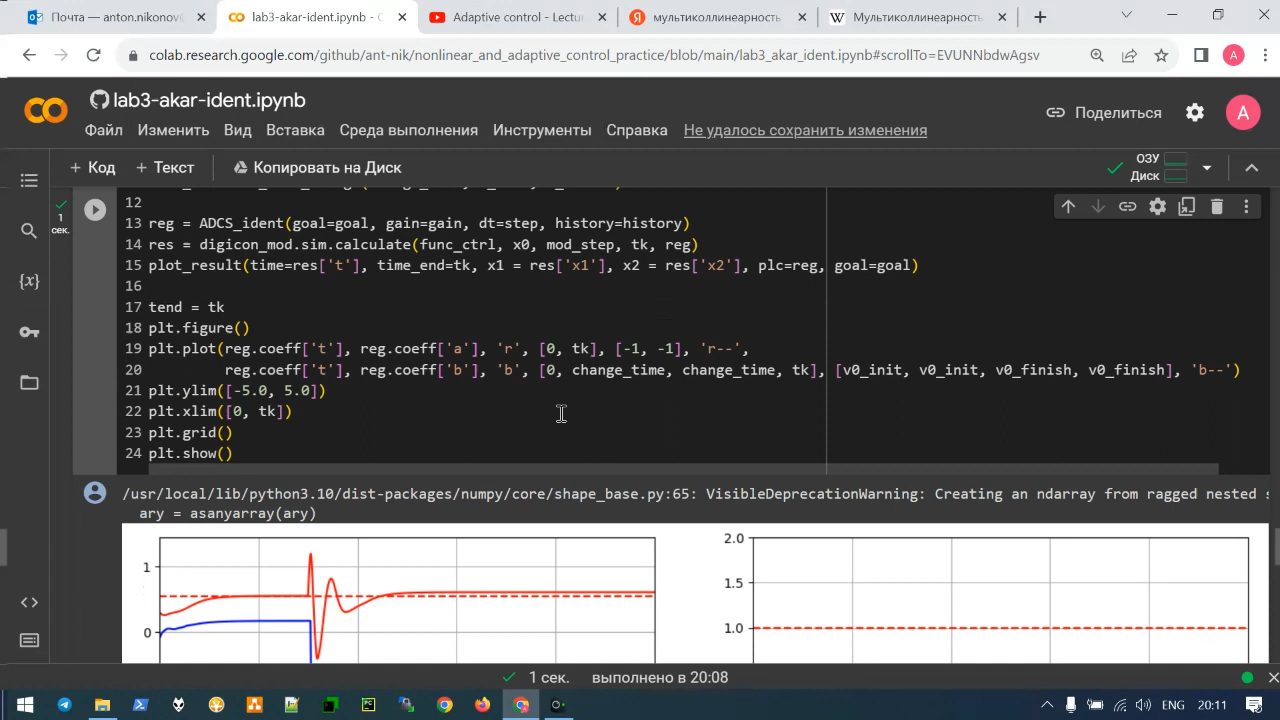 Почта — anton.nikonov@
lab3-akar-ident.ipynb - C
Adaptive control - Lectu
мультиколлинеарность
Мультиколлинеарность
colab.research.google.com/github/ant-nik/nonlinear_and_adaptive_control_practice/blob/main/lab3_akar_ident.ipynb#scrollTo=EVUNNbdwAgsv
A
lab3-akar-ident.ipynb
Поделиться
A
Файл Изменить Вид Вставка Среда выполнения Инструменты Справка Не удалось сохранить изменения
+ Код + Текст Копировать на Диск
ОЗУ
Диск
1
сек.
12
13 reg = ADCS_ident(goal=goal, gain=gain, dt=step, history=history)
14 res = digicon_mod.sim.calculate(func_ctrl, x0, mod_step, tk, reg)
15 plot_result(time=res['t'], time_end=tk, x1 = res['x1'], x2 = res['x2'], plc=reg, goal=goal)
16
17 tend = tk
18 plt.figure()
19 plt.plot(reg.coeff['t'], reg.coeff['a'], 'r', [0, tk], [-1, -1], 'r--',
20 reg.coeff['t'], reg.coeff['b'], 'b', [0, change_time, change_time, tk], [v0_init, v0_init, v0_finish, v0_finish], 'b--')
21 plt.ylim([-5.0, 5.0])
22 plt.xlim([0, tk])
23 plt.grid()
24 plt.show()
/usr/local/lib/python3.10/dist-packages/numpy/core/shape_base.py:65: VisibleDeprecationWarning: Creating an ndarray from ragged nested s
ary = asanyarray(ary)
1
0
2.0
1.5
1.0
1 сек. выполнено в 20:08
ENG 20:11